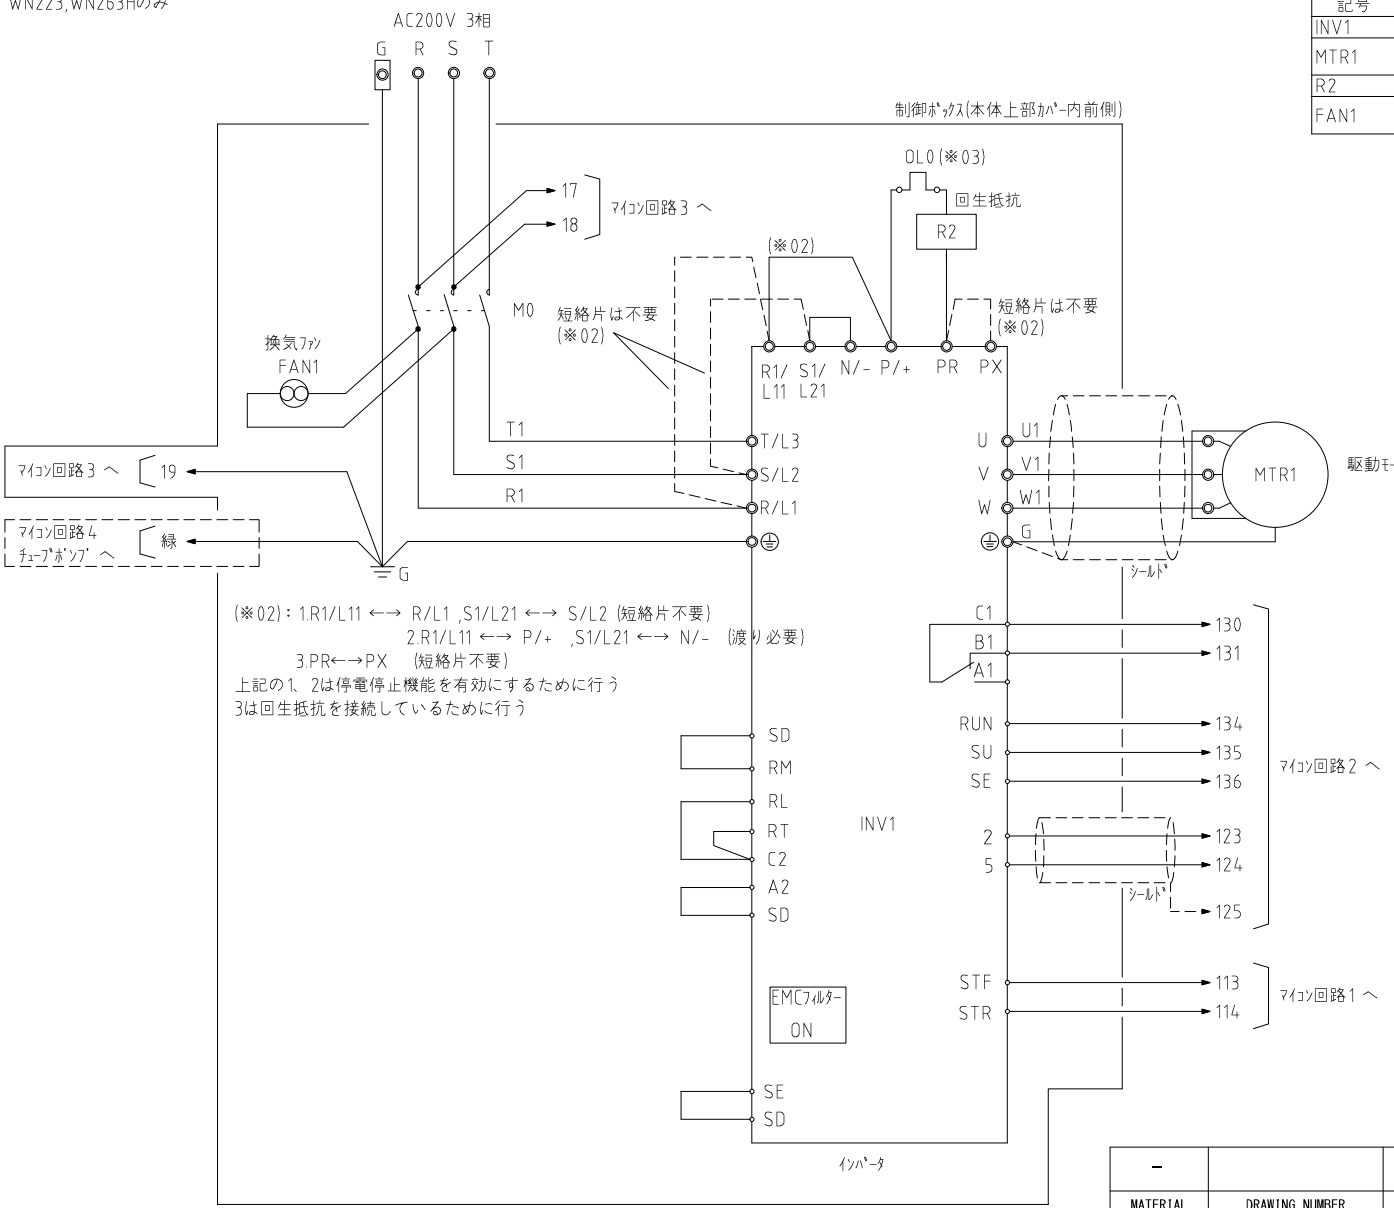 WN223,WN263Hのみ
AC200V 3相
G R S T
記号
INV1
MTR1
R2
FAN1
制御ﾎﾞｯｸｽ(本体上部ｶﾊﾞｰ内前側)
OL0(※03)
回生抵抗
R2
17
18
ﾏｲｺﾝ回路3 へ
(※02)
M0
短絡片は不要
(※02)
短絡片は不要
(※02)
換気ﾌｧﾝ
FAN1
R1/ S1/ N/- P/+ PR PX
L11 L21
T1
T/L3
S1
S/L2
R1
R/L1
U U1
V V1
W W1
G
MTR1
駆動ﾓｰ
ｼｰﾙﾄﾞ
ﾏｲｺﾝ回路3 へ
19
ﾏｲｺﾝ回路4
ﾁｭｰﾌﾞﾎﾟﾝﾌﾟ へ
緑
G
(※02): 1.R1/L11 ←→ R/L1 ,S1/L21 ←→ S/L2 (短絡片不要)
2.R1/L11 ←→ P/+ ,S1/L21 ←→ N/- (渡り必要)
3.PR←→PX (短絡片不要)
上記の1、2は停電停止機能を有効にするために行う
3は回生抵抗を接続しているために行う
C1 130
B1 131
A1
RUN 134
SU 135
SE 136
ﾏｲｺﾝ回路2 へ
2 123
5 124
ｼｰﾙﾄﾞ
125
STF 113
STR 114
ﾏｲｺﾝ回路1 へ
SD
RM
RL
RT
C2
A2
SD
INV1
EMCﾌｨﾙﾀｰ
ON
SE
SD
ｲﾝﾊﾞｰﾀ
-
MATERIAL DRAWING NUMBER